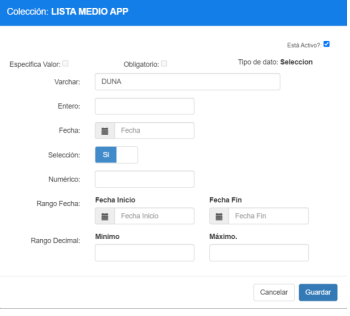 Colección: LISTA MEDIO APP
Está Activo?
Especifica Valor: Obligatorio: Tipo de dato: Seleccion
Varchar: DUNA
Entero:
Fecha: Fecha
Selección: Si
Numérico:
Rango Fecha: Fecha Inicio Fecha Fin
Fecha Inicio Fecha Fin
Rango Decimal: Mínimo Máximo.
Cancelar Guardar